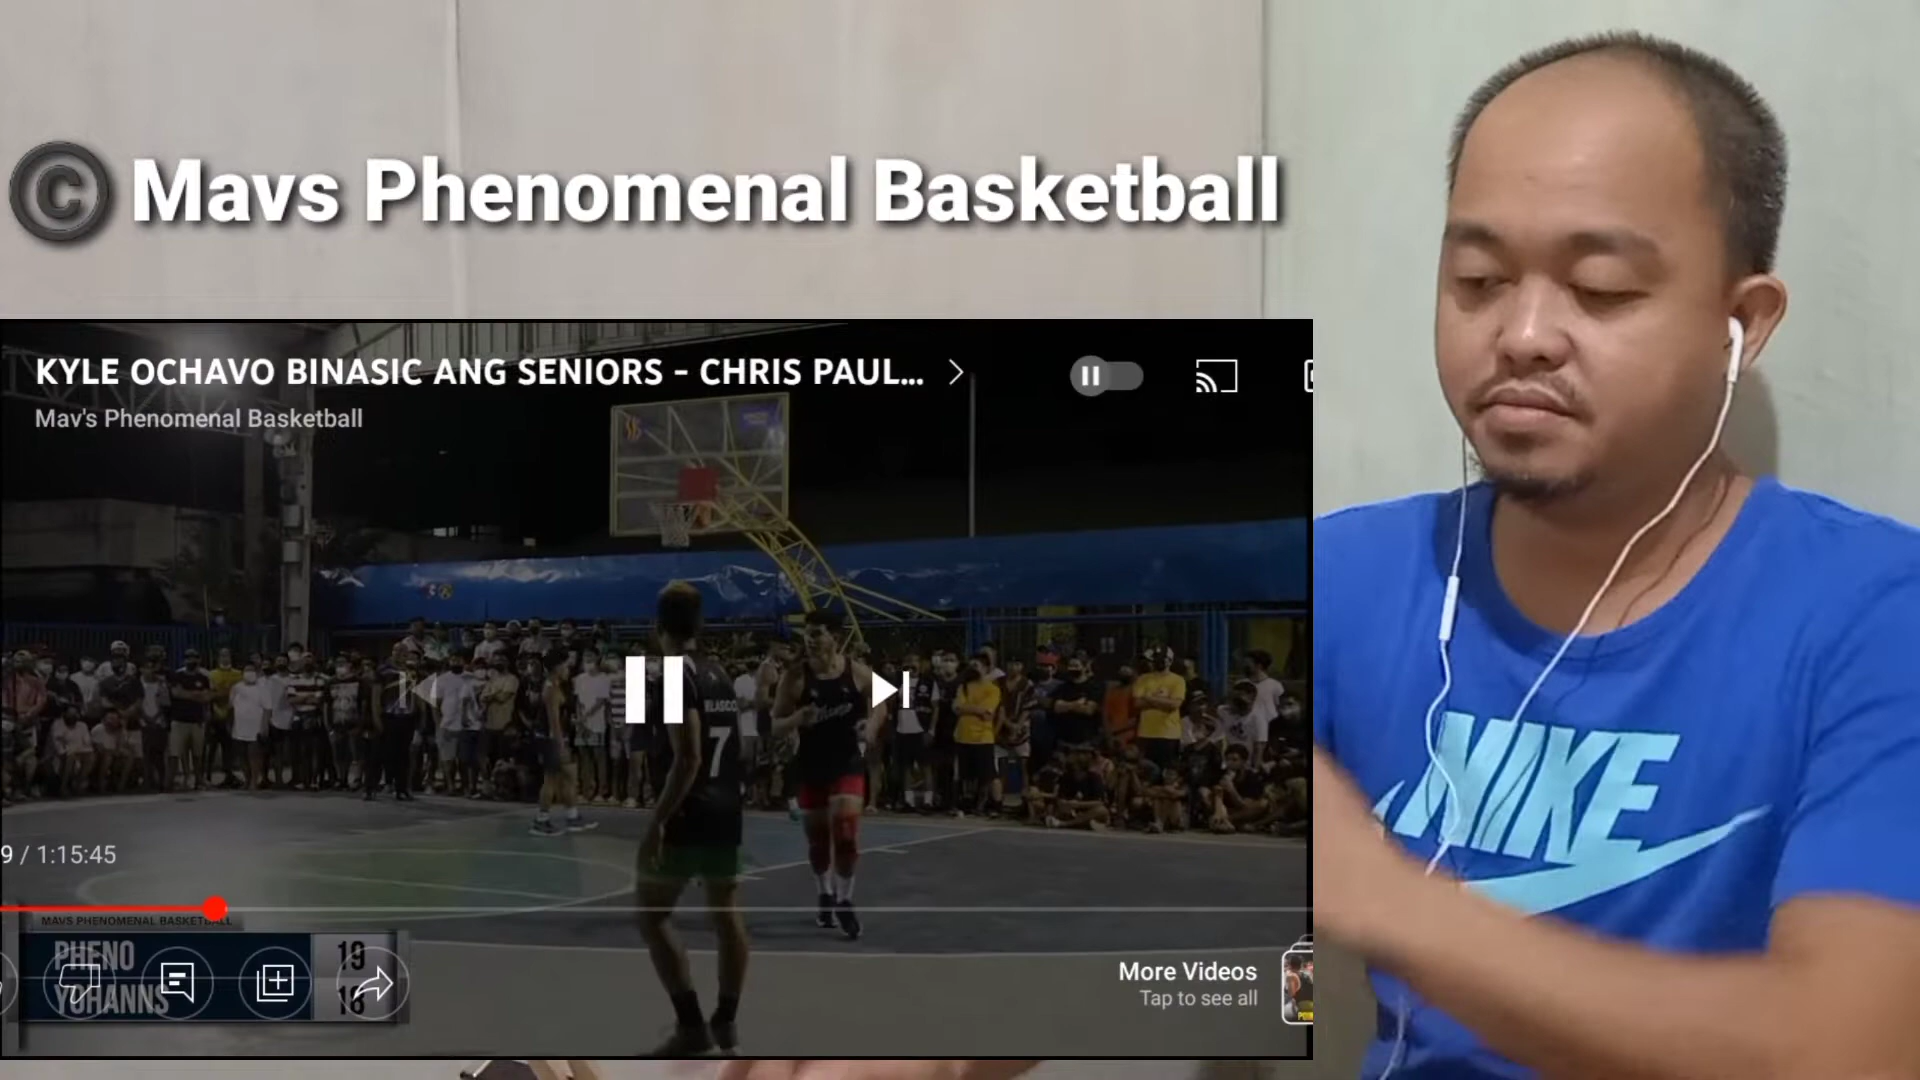 © Mavs Phenomenal Basketball
KYLE OCHAVO BINASIC ANG SENIORS - CHRIS PAUL...
Mav's Phenomenal Basketball
7
9 / 1:15:45
MAVS PHENOMENAL BASKETBALL
PHENO 19
YOHANNS 18
More Videos
Tap to see all
NIKE